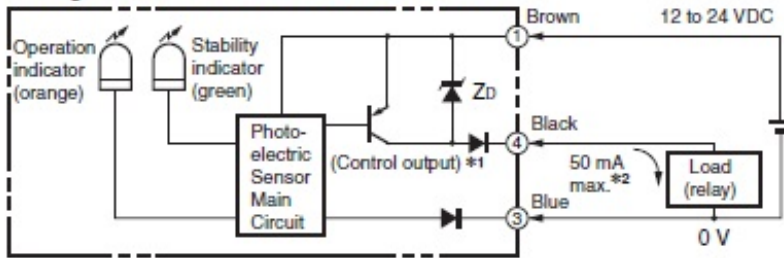 Operation
indicator
(orange)
Stability
indicator
(green)
Photo-
electric
Sensor
Main
Circuit
ZD
(Control output) *1
1
Brown
12 to 24 VDC
4
Black
50 mA
max.*2
Load
(relay)
3
Blue
0 V